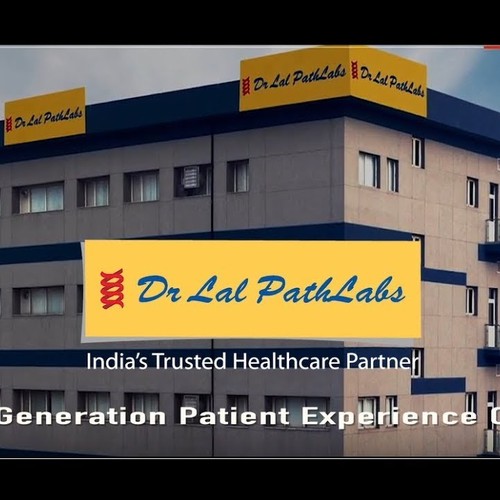 Dr Lal PathLabs
Dr Lal PathLabs
Dr Lal PathLabs
Dr Lal PathLabs
India's Trusted Healthcare Partner
Generation Patient Experience